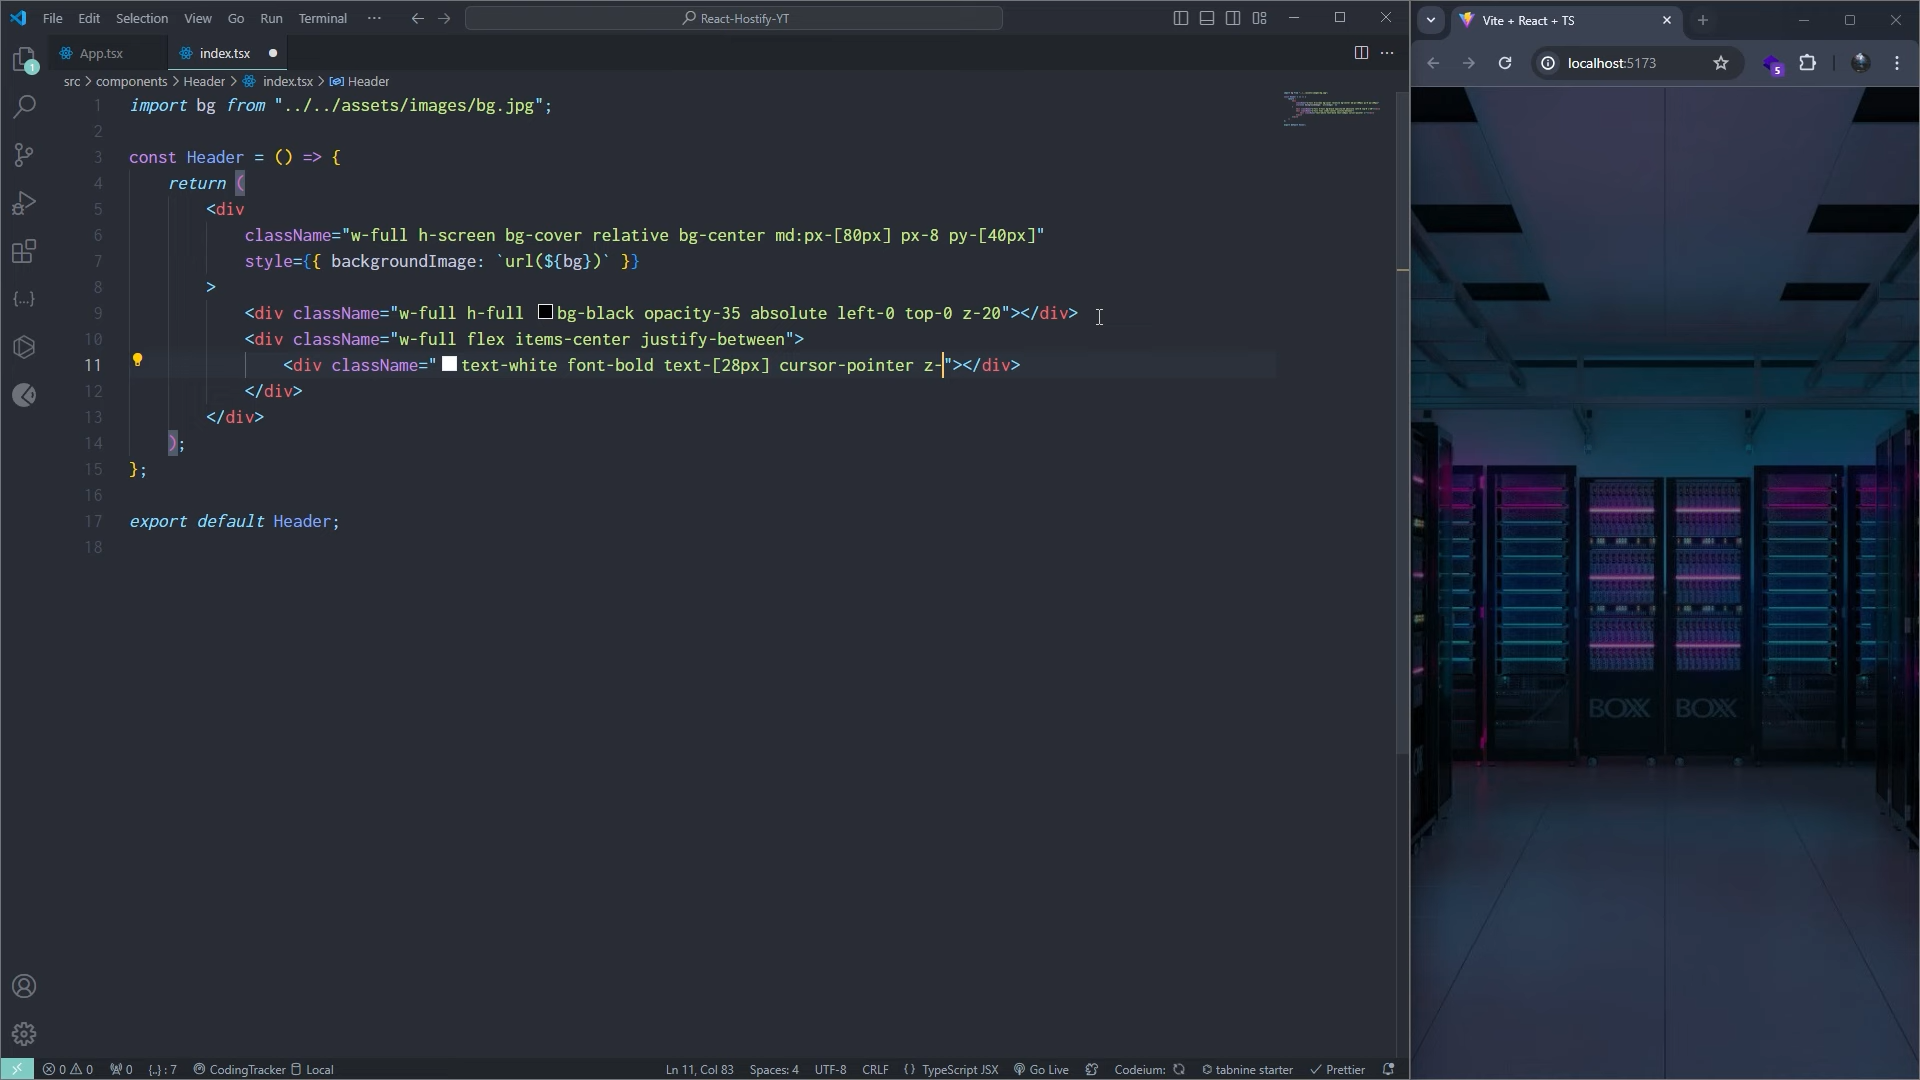 File Edit Selection View Go Run Terminal ··· React-Hostify-YT
Vite + React + TS
localhost:5173
5
1
App.tsx index.tsx
src > components > Header > index.tsx > Header
1 import bg from "../../assets/images/bg.jpg";
2
3 const Header = () => {
4 return (
5 <div
6 className="w-full h-screen bg-cover relative bg-center md:px-[80px] px-8 py-[40px]"
7 style={{ backgroundImage: `url(${bg})` }}
8 >
9 <div className="w-full h-full bg-black opacity-35 absolute left-0 top-0 z-20"></div>
10 <div className="w-full flex items-center justify-between">
11 <div className=" text-white font-bold text-[28px] cursor-pointer z-"></div>
12 </div>
13 </div>
14 );
15 };
16
17 export default Header;
18
BOXX BOXX
0 0 0 {..} : 7 CodingTracker Local Ln 11, Col 83 Spaces: 4 UTF-8 CRLF {} TypeScript JSX Go Live Codeium: tabnine starter Prettier